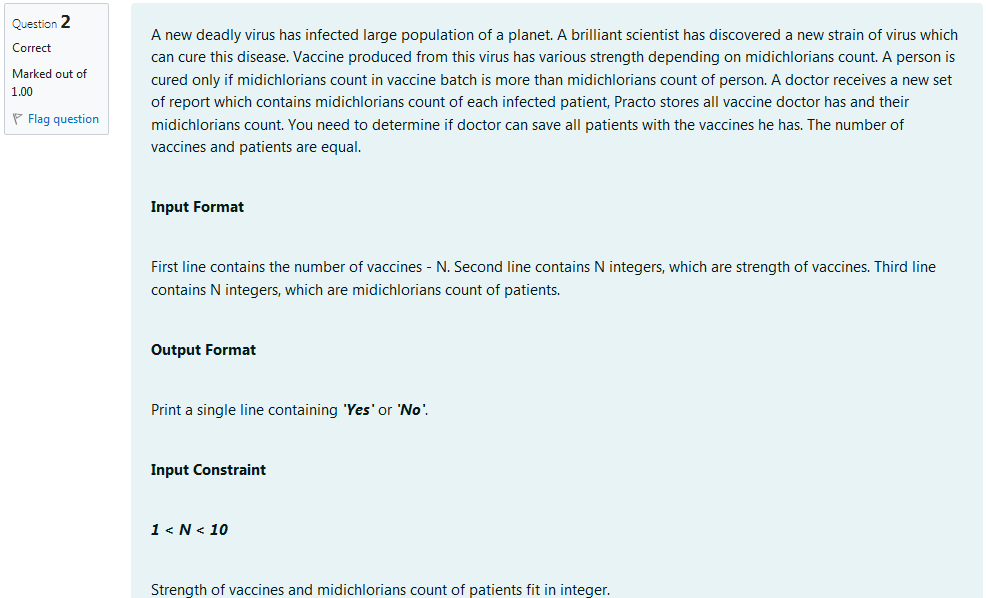 Question 2
Correct
Marked out of
1.00
Flag question
A new deadly virus has infected large population of a planet. A brilliant scientist has discovered a new strain of virus which
can cure this disease. Vaccine produced from this virus has various strength depending on midichlorians count. A person is
cured only if midichlorians count in vaccine batch is more than midichlorians count of person. A doctor receives a new set
of report which contains midichlorians count of each infected patient, Practo stores all vaccine doctor has and their
midichlorians count. You need to determine if doctor can save all patients with the vaccines he has. The number of
vaccines and patients are equal.
Input Format
First line contains the number of vaccines - N. Second line contains N integers, which are strength of vaccines. Third line
contains N integers, which are midichlorians count of patients.
Output Format
Print a single line containing 'Yes' or 'No'.
Input Constraint
1 < N < 10
Strength of vaccines and midichlorians count of patients fit in integer.